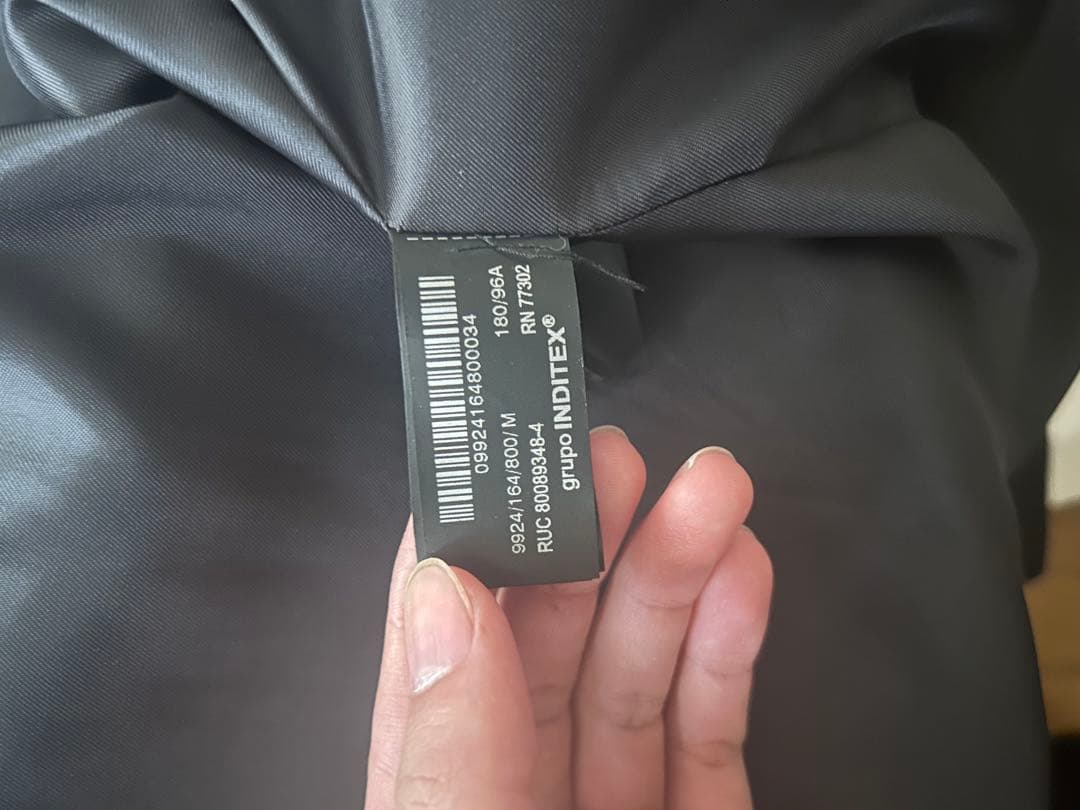 09924164800034
9924/164/800/ M 180/96A
RUC 80089348-4 RN 77302
grupo INDITEX®